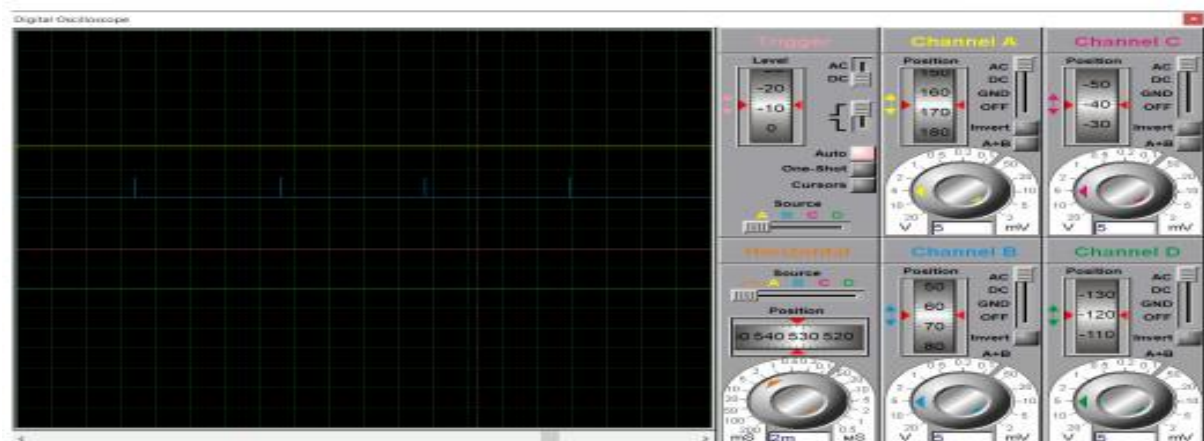 Digital Oscilloscope
Trigger
Level
-20
-10
0
AC
DC
Auto
One-Shot
Cursors
Source
A B C D
Channel A
Position
150
160
170
180
AC
DC
GND
OFF
Invert
A+B
V 5 mV
Channel C
Position
-50
-40
-30
AC
DC
GND
OFF
Invert
A+B
V 5 mV
Horizontal
Source
A B C D
Position
540 530 520
mS 2m µS
Channel B
Position
50
60
70
80
AC
DC
GND
OFF
Invert
A+B
V 5 mV
Channel D
Position
-130
-120
-110
AC
DC
GND
OFF
Invert
V 5 mV